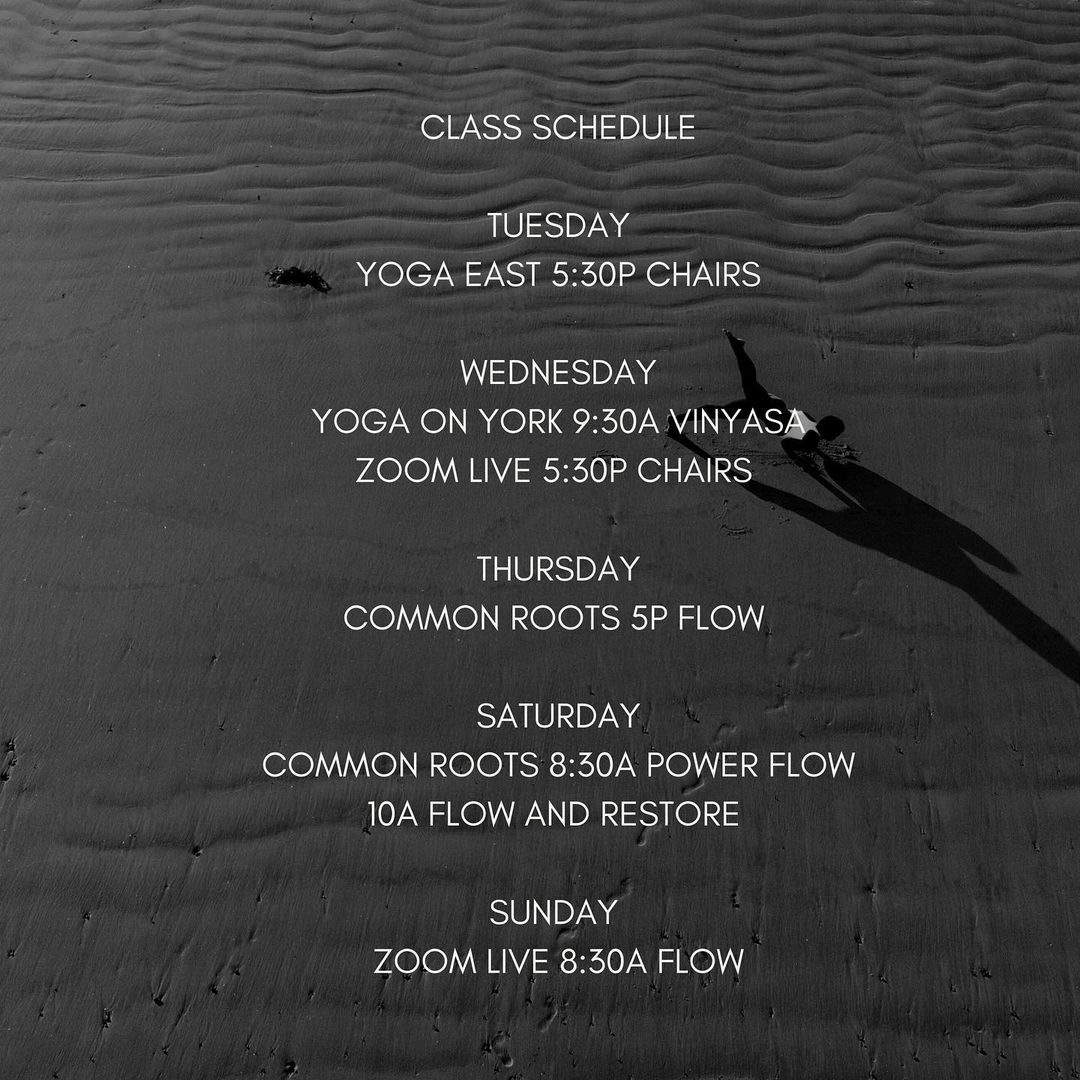 CLASS SCHEDULE
TUESDAY
YOGA EAST 5:30P CHAIRS
WEDNESDAY
YOGA ON YORK 9:30A VINYASA
ZOOM LIVE 5:30P CHAIRS
THURSDAY
COMMON ROOTS 5P FLOW
SATURDAY
COMMON ROOTS 8:30A POWER FLOW
10A FLOW AND RESTORE
SUNDAY
ZOOM LIVE 8:30A FLOW